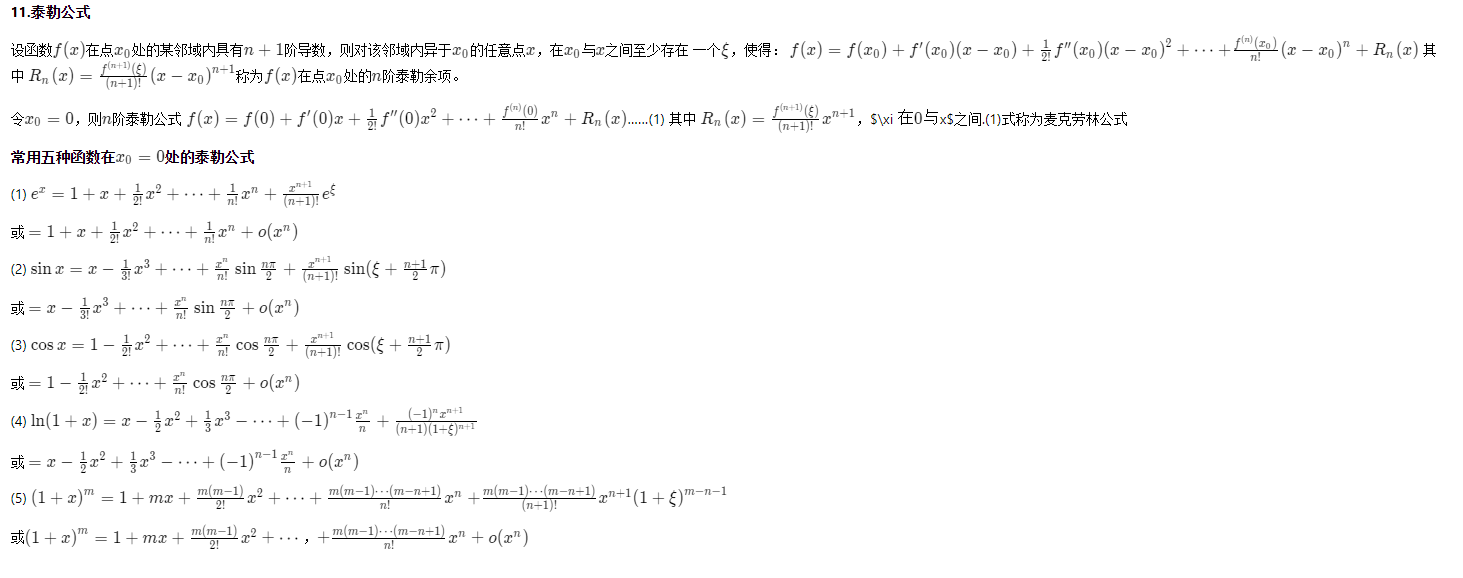 11.泰勒公式
设函数$f(x)$在点$x_0$处的某邻域内具有$n+1$阶导数，则对该邻域内异于$x_0$的任意点$x$，在$x_0$与$x$之间至少存在 一个$\xi$，使得： $f(x)=f(x_0)+f'(x_0)(x-x_0)+\frac{1}{2!}f''(x_0)(x-x_0)^2+\cdots+\frac{f^{(n)}(x_0)}{n!}(x-x_0)^n+R_n(x)$ 其
中 $R_n(x)=\frac{f^{(n+1)}(\xi)}{(n+1)!}(x-x_0)^{n+1}$称为$f(x)$在点$x_0$处的$n$阶泰勒余项。
令$x_0=0$，则$n$阶泰勒公式 $f(x)=f(0)+f'(0)x+\frac{1}{2!}f''(0)x^2+\cdots+\frac{f^{(n)}(0)}{n!}x^n+R_n(x)$……(1) 其中 $R_n(x)=\frac{f^{(n+1)}(\xi)}{(n+1)!}x^{n+1}$，$\xi 在0与x$之间.(1)式称为麦克劳林公式
常用五种函数在$x_0=0$处的泰勒公式
(1) $e^x=1+x+\frac{1}{2!}x^2+\cdots+\frac{1}{n!}x^n+\frac{x^{n+1}}{(n+1)!}e^\xi$
或$=1+x+\frac{1}{2!}x^2+\cdots+\frac{1}{n!}x^n+o(x^n)$
(2) $\sin x=x-\frac{1}{3!}x^3+\cdots+\frac{x^n}{n!}\sin\frac{n\pi}{2}+\frac{x^{n+1}}{(n+1)!}\sin(\xi+\frac{n+1}{2}\pi)$
或$=x-\frac{1}{3!}x^3+\cdots+\frac{x^n}{n!}\sin\frac{n\pi}{2}+o(x^n)$
(3) $\cos x=1-\frac{1}{2!}x^2+\cdots+\frac{x^n}{n!}\cos\frac{n\pi}{2}+\frac{x^{n+1}}{(n+1)!}\cos(\xi+\frac{n+1}{2}\pi)$
或$=1-\frac{1}{2!}x^2+\cdots+\frac{x^n}{n!}\cos\frac{n\pi}{2}+o(x^n)$
(4) $\ln(1+x)=x-\frac{1}{2}x^2+\frac{1}{3}x^3-\cdots+(-1)^{n-1}\frac{x^n}{n}+\frac{(-1)^nx^{n+1}}{(n+1)(1+\xi)^{n+1}}$
或$=x-\frac{1}{2}x^2+\frac{1}{3}x^3-\cdots+(-1)^{n-1}\frac{x^n}{n}+o(x^n)$
(5) $(1+x)^m=1+mx+\frac{m(m-1)}{2!}x^2+\cdots+\frac{m(m-1)\cdots(m-n+1)}{n!}x^n+\frac{m(m-1)\cdots(m-n+1)}{(n+1)!}x^{n+1}(1+\xi)^{m-n-1}$
或$(1+x)^m=1+mx+\frac{m(m-1)}{2!}x^2+\cdots$，$+\frac{m(m-1)\cdots(m-n+1)}{n!}x^n+o(x^n)$